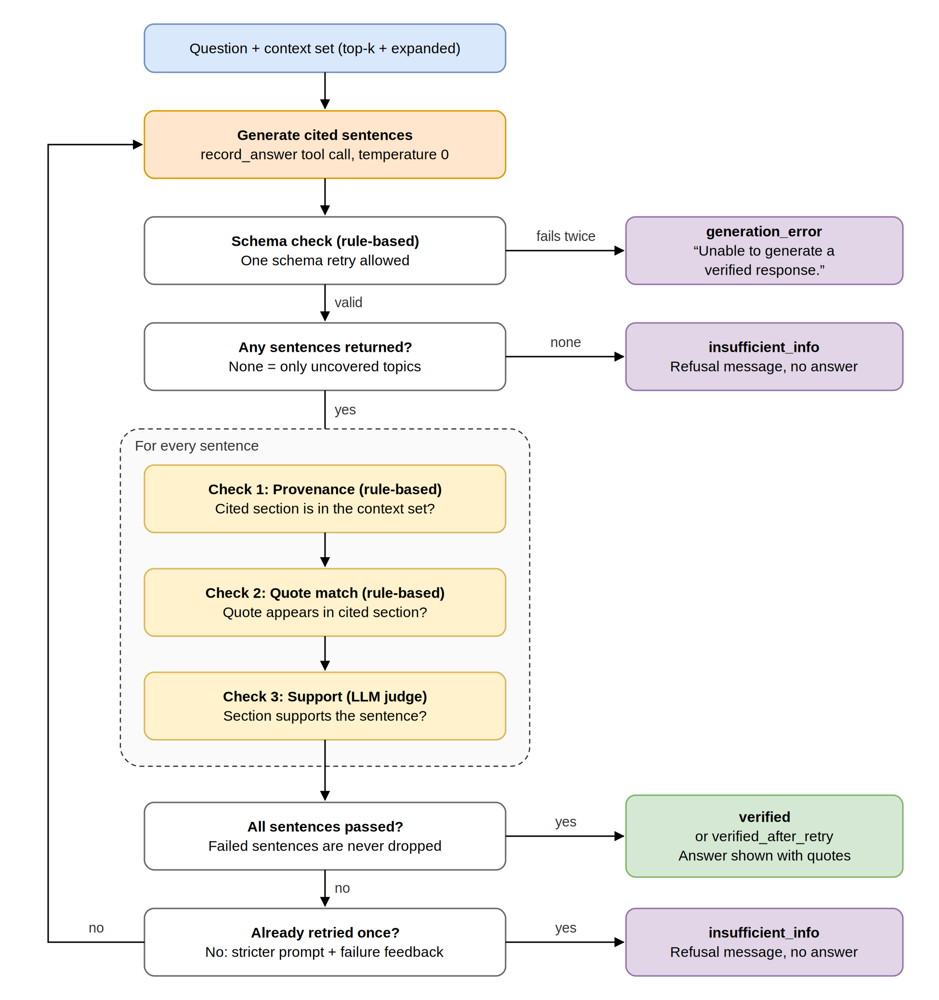 Question + context set (top-k + expanded)
Generate cited sentences
record_answer tool call, temperature 0
Schema check (rule-based)
One schema retry allowed
fails twice
generation_error
“Unable to generate a
verified response.”
valid
Any sentences returned?
None = only uncovered topics
none
insufficient_info
Refusal message, no answer
yes
For every sentence
Check 1: Provenance (rule-based)
Cited section is in the context set?
Check 2: Quote match (rule-based)
Quote appears in cited section?
Check 3: Support (LLM judge)
Section supports the sentence?
All sentences passed?
Failed sentences are never dropped
yes
verified
or verified_after_retry
Answer shown with quotes
no
no
Already retried once?
No: stricter prompt + failure feedback
yes
insufficient_info
Refusal message, no answer